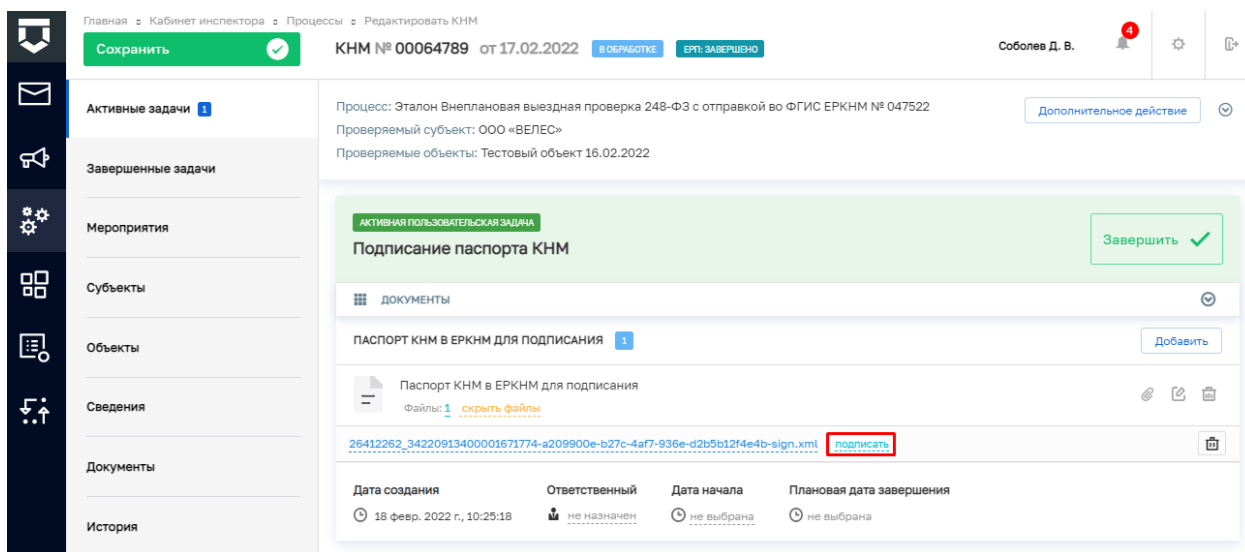 Главная Кабинет инспектора Процессы Редактировать КНМ
Сохранить
КНМ № 00064789 от 17.02.2022 В ОБРАБОТКЕ ЕРП: ЗАВЕРШЕНО
Соболев Д. В.
4
Активные задачи 1
Завершенные задачи
Мероприятия
Субъекты
Объекты
Сведения
Документы
История
Процесс: Эталон Внеплановая выездная проверка 248-ФЗ с отправкой во ФГИС ЕРКНМ № 047522
Дополнительное действие
Проверяемый субъект: ООО «ВЕЛЕС»
Проверяемые объекты: Тестовый объект 16.02.2022
АКТИВНАЯ ПОЛЬЗОВАТЕЛЬСКАЯ ЗАДАЧА
Подписание паспорта КНМ
Завершить
ДОКУМЕНТЫ
ПАСПОРТ КНМ В ЕРКНМ ДЛЯ ПОДПИСАНИЯ 1
Добавить
Паспорт КНМ в ЕРКНМ для подписания
Файлы: 1 скрыть файлы
26412262_34220913400001671774-a209900e-b27c-4af7-936e-d2b5b12f4e4b-sign.xml подписать
Дата создания Ответственный Дата начала Плановая дата завершения
18 февр. 2022 г., 10:25:18 не назначен не выбрана не выбрана